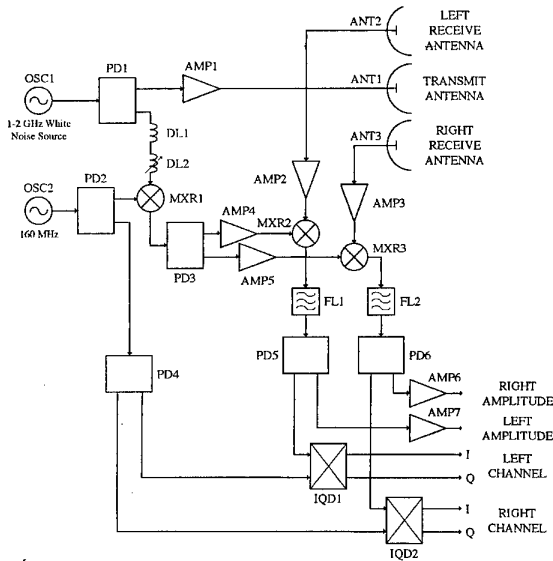 ANT2
LEFT
RECEIVE
ANTENNA
OSC1
PD1
AMP1
ANT1
TRANSMIT
ANTENNA
1-2 GHz White
Noise Source
DL1
ANT3
RIGHT
RECEIVE
ANTENNA
DL2
OSC2
PD2
MXR1
AMP2
AMP3
160 MHz
AMP4
MXR2
PD3
AMP5
MXR3
FL1
FL2
PD4
PD5
PD6
AMP6
RIGHT
AMPLITUDE
AMP7
LEFT
AMPLITUDE
I
LEFT
CHANNEL
Q
IQD1
I
RIGHT
CHANNEL
Q
IQD2